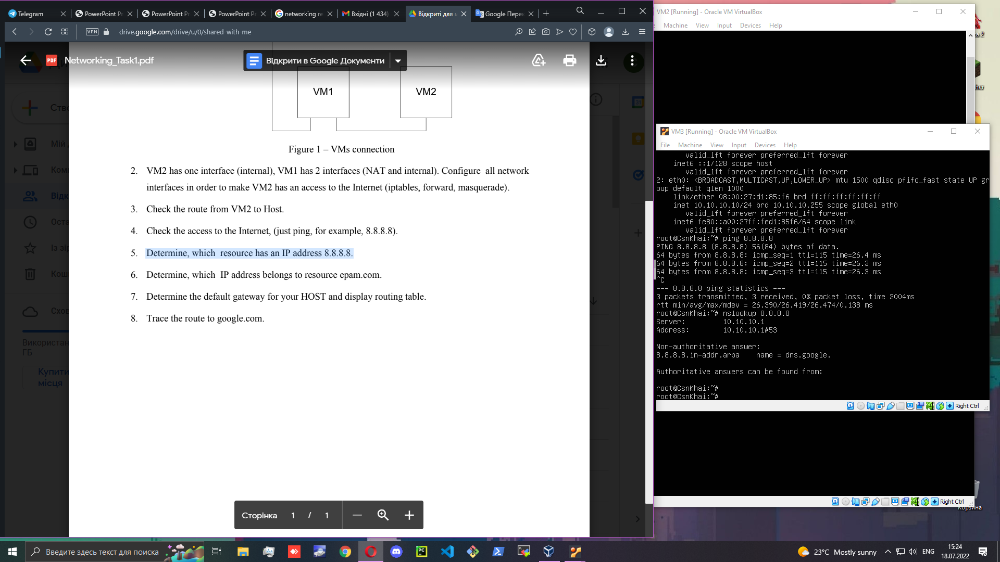 Telegram
PowerPoint P
PowerPoint P
PowerPoint P
networking re
Вхідні (1 434)
Відкриті для
Google Перек
VPN
drive.google.com/drive/u/0/shared-with-me
PDF
Networking_Task1.pdf
Відкрити в Google Документи
VM1
VM2
Figure 1 – VMs connection
2. VM2 has one interface (internal), VM1 has 2 interfaces (NAT and internal). Configure all network
interfaces in order to make VM2 has an access to the Internet (iptables, forward, masquerade).
3. Check the route from VM2 to Host.
4. Check the access to the Internet, (just ping, for example, 8.8.8.8).
5. Determine, which resource has an IP address 8.8.8.8.
6. Determine, which IP address belongs to resource epam.com.
7. Determine the default gateway for your HOST and display routing table.
8. Trace the route to google.com.
Ство
Мій
Комі
Відк
Оста
Із зір
Кош
Схов
Використан
ГБ
Купити
місця
Сторінка 1 / 1
VM2 [Running] - Oracle VM VirtualBox
Machine View Input Devices Help
VM3 [Running] - Oracle VM VirtualBox
File Machine View Input Devices Help
valid_lft forever preferred_lft forever
inet6 ::1/128 scope host
valid_lft forever preferred_lft forever
2: eth0: <BROADCAST,MULTICAST,UP,LOWER_UP> mtu 1500 qdisc pfifo_fast state UP gr
oup default qlen 1000
link/ether 08:00:27:d1:85:f6 brd ff:ff:ff:ff:ff:ff
inet 10.10.10.10/24 brd 10.10.10.255 scope global eth0
valid_lft forever preferred_lft forever
inet6 fe80::a00:27ff:fed1:85f6/64 scope link
valid_lft forever preferred_lft forever
root@CsnKhai:~# ping 8.8.8.8
PING 8.8.8.8 (8.8.8.8) 56(84) bytes of data.
64 bytes from 8.8.8.8: icmp_seq=1 ttl=115 time=26.4 ms
64 bytes from 8.8.8.8: icmp_seq=2 ttl=115 time=26.3 ms
64 bytes from 8.8.8.8: icmp_seq=3 ttl=115 time=26.3 ms
^C
--- 8.8.8.8 ping statistics ---
3 packets transmitted, 3 received, 0% packet loss, time 2004ms
rtt min/avg/max/mdev = 26.390/26.419/26.474/0.138 ms
root@CsnKhai:~# nslookup 8.8.8.8
Server: 10.10.10.1
Address: 10.10.10.1#53
Non-authoritative answer:
8.8.8.8.in-addr.arpa name = dns.google.
Authoritative answers can be found from:
root@CsnKhai:~#
root@CsnKhai:~#
Right Ctrl
Right Ctrl
Корзина
Введите здесь текст для поиска
23°C Mostly sunny
ENG
15:24
18.07.2022